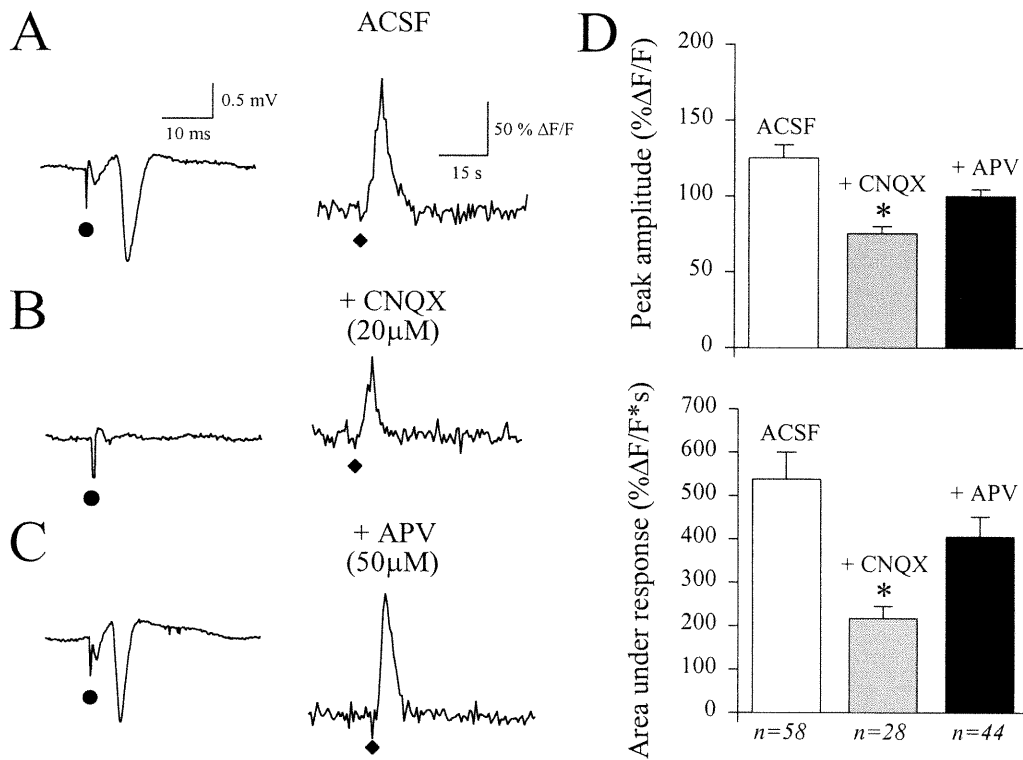 A
ACSF
0.5 mV
10 ms
50 % ΔF/F
15 s
B
+ CNQX
(20μM)
C
+ APV
(50μM)
D
Peak amplitude (%ΔF/F)
200
150
100
50
0
ACSF
+ CNQX
*
+ APV
Area under response (%ΔF/F*s)
700
600
500
400
300
200
100
0
ACSF
+ CNQX
*
+ APV
n=58
n=28
n=44